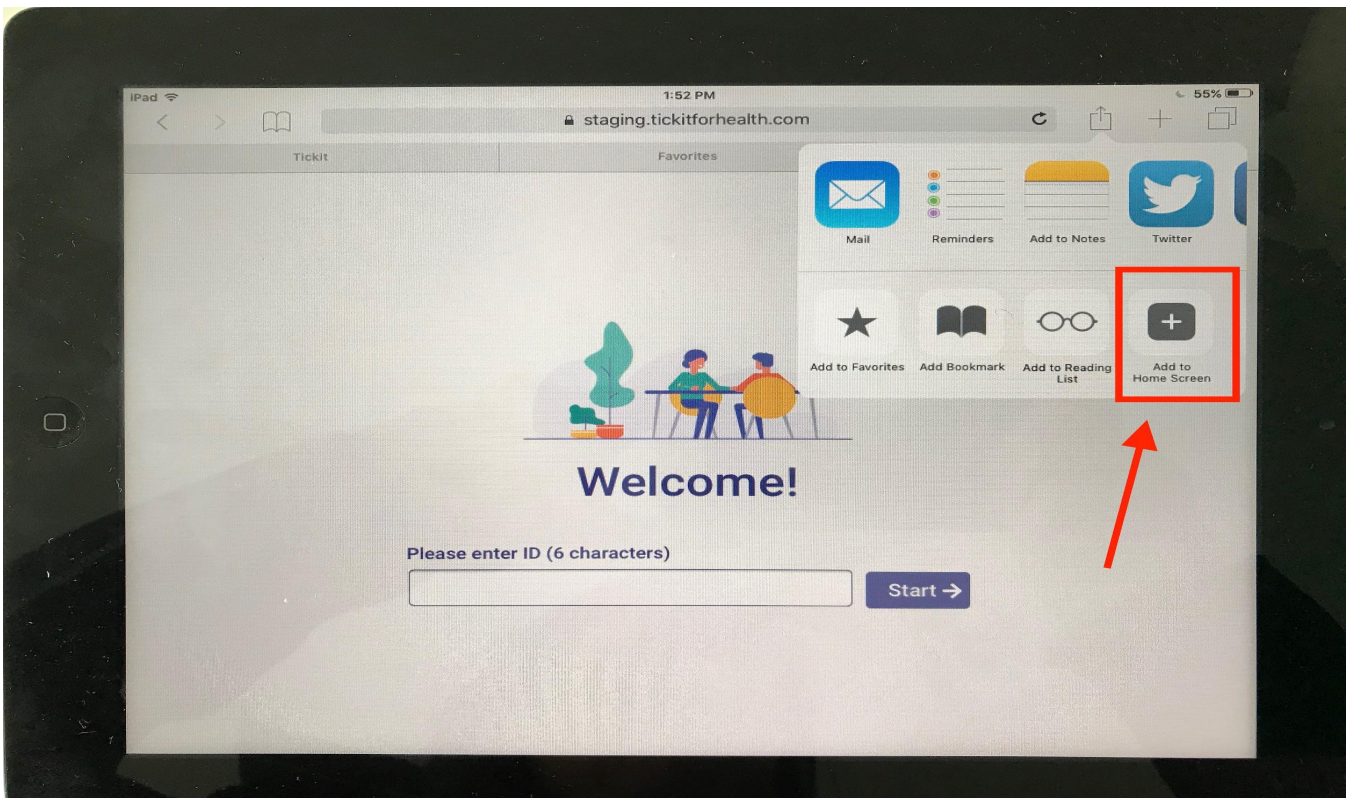 iPad
1:52 PM
55%
staging.tickitforhealth.com
Tickit
Favorites
Mail
Reminders
Add to Notes
Twitter
Add to Favorites
Add Bookmark
Add to Reading
List
Add to
Home Screen
Welcome!
Please enter ID (6 characters)
Start →